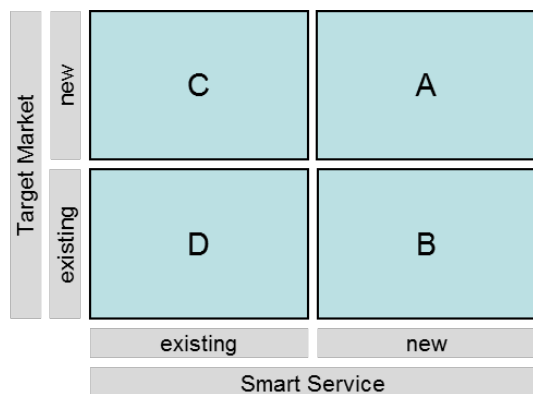 Target Market
new
C
A
existing
D
B
existing
new
Smart Service